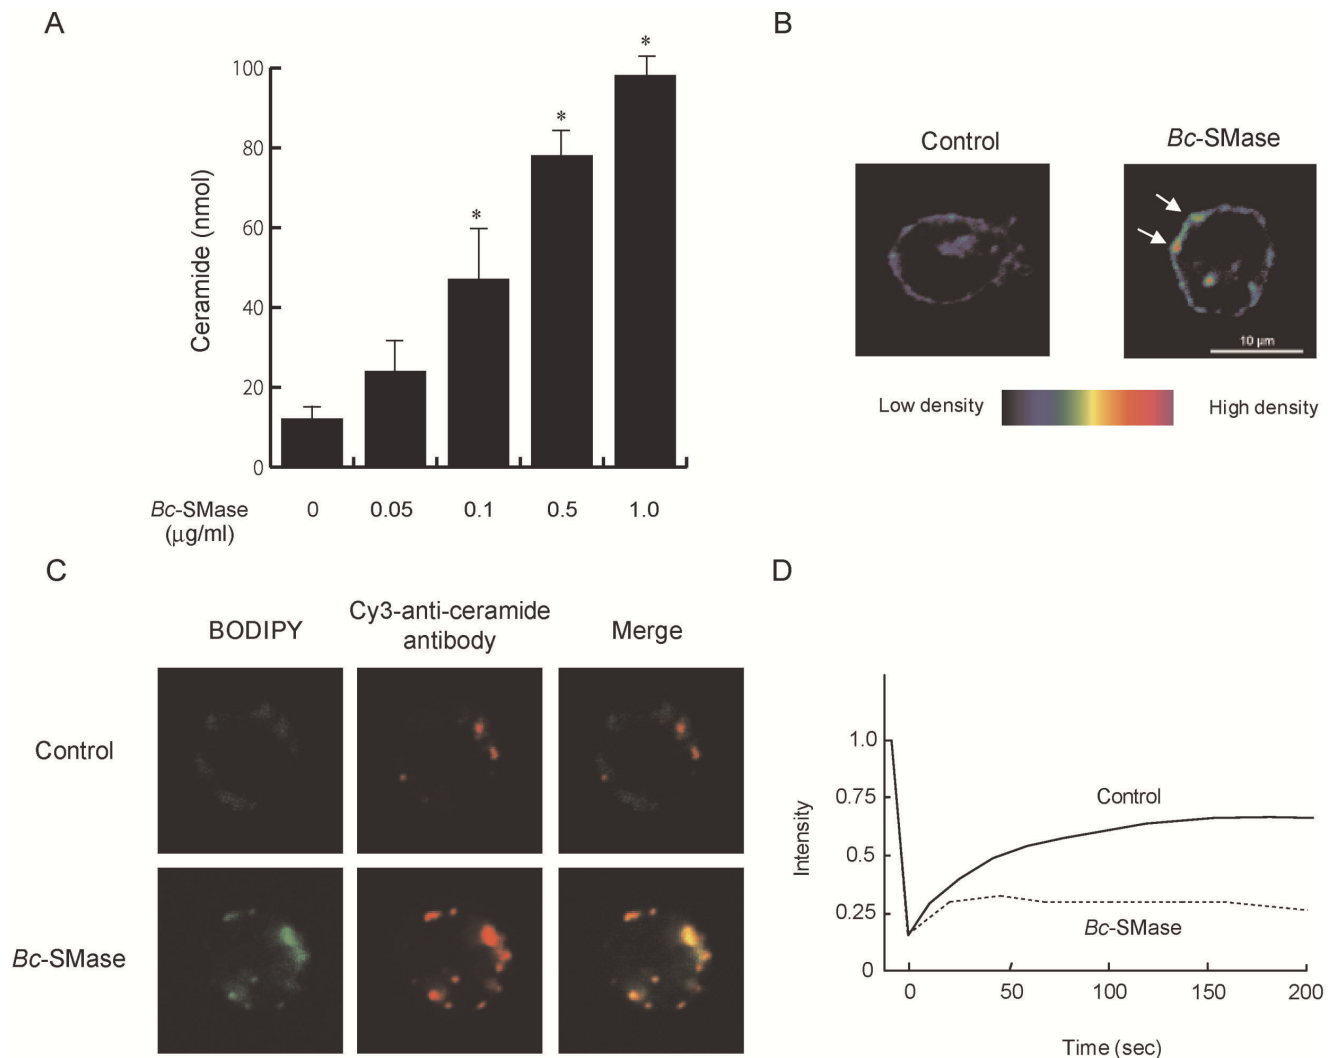 A
Ceramide (nmol)
100
80
60
40
20
0
*
*
*
*
Bc-SMase
(μg/ml)
0 0.05 0.1 0.5 1.0
B
Control Bc-SMase
10 μm
Low density High density
C
BODIPY Cy3-anti-ceramide antibody Merge
Control
Bc-SMase
D
Intensity
1.0
0.75
0.5
0.25
0
Control
Bc-SMase
0 50 100 150 200
Time (sec)